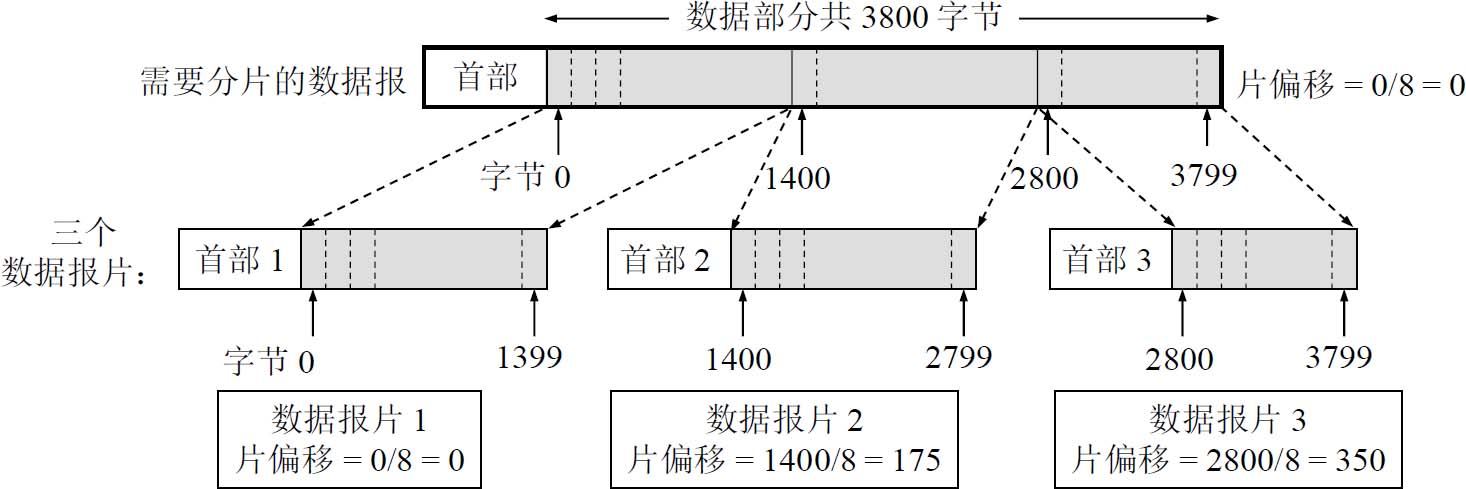 数据部分共 3800 字节
需要分片的数据报
首部
片偏移 = 0/8 = 0
字节 0
1400
2800
3799
三个
数据报片：
首部 1
首部 2
首部 3
字节 0
1399
1400
2799
2800
3799
数据报片 1
片偏移 = 0/8 = 0
数据报片 2
片偏移 = 1400/8 = 175
数据报片 3
片偏移 = 2800/8 = 350